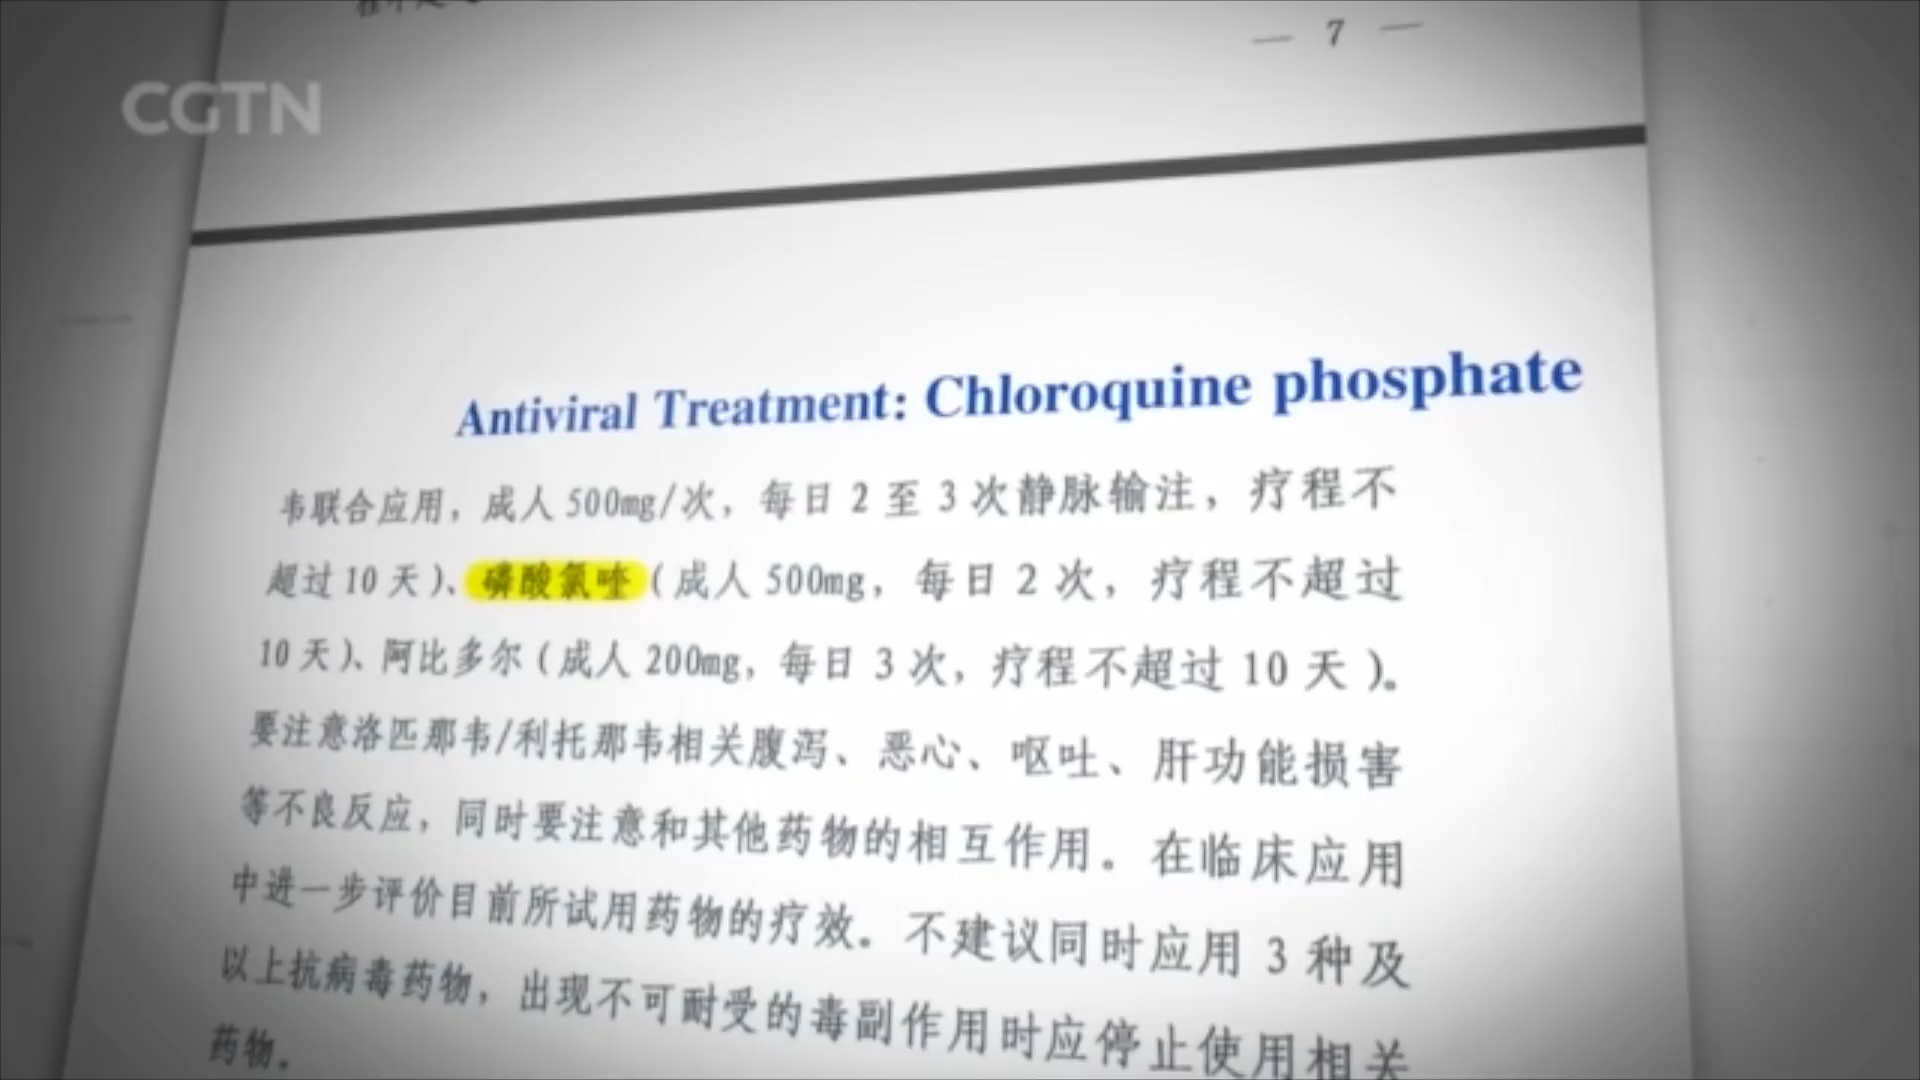 CGTN
— 7 —
Antiviral Treatment: Chloroquine phosphate
韦联合应用，成人 500mg/次，每日 2 至 3 次静脉输注，疗程不
超过 10 天）、磷酸氯喹（成人 500mg，每日 2 次，疗程不超过
10 天）、阿比多尔（成人 200mg，每日 3 次，疗程不超过 10 天）。
要注意洛匹那韦/利托那韦相关腹泻、恶心、呕吐、肝功能损害
等不良反应，同时要注意和其他药物的相互作用。在临床应用
中进一步评价目前所试用药物的疗效。不建议同时应用 3 种及
以上抗病毒药物，出现不可耐受的毒副作用时应停止使用相关
药物。